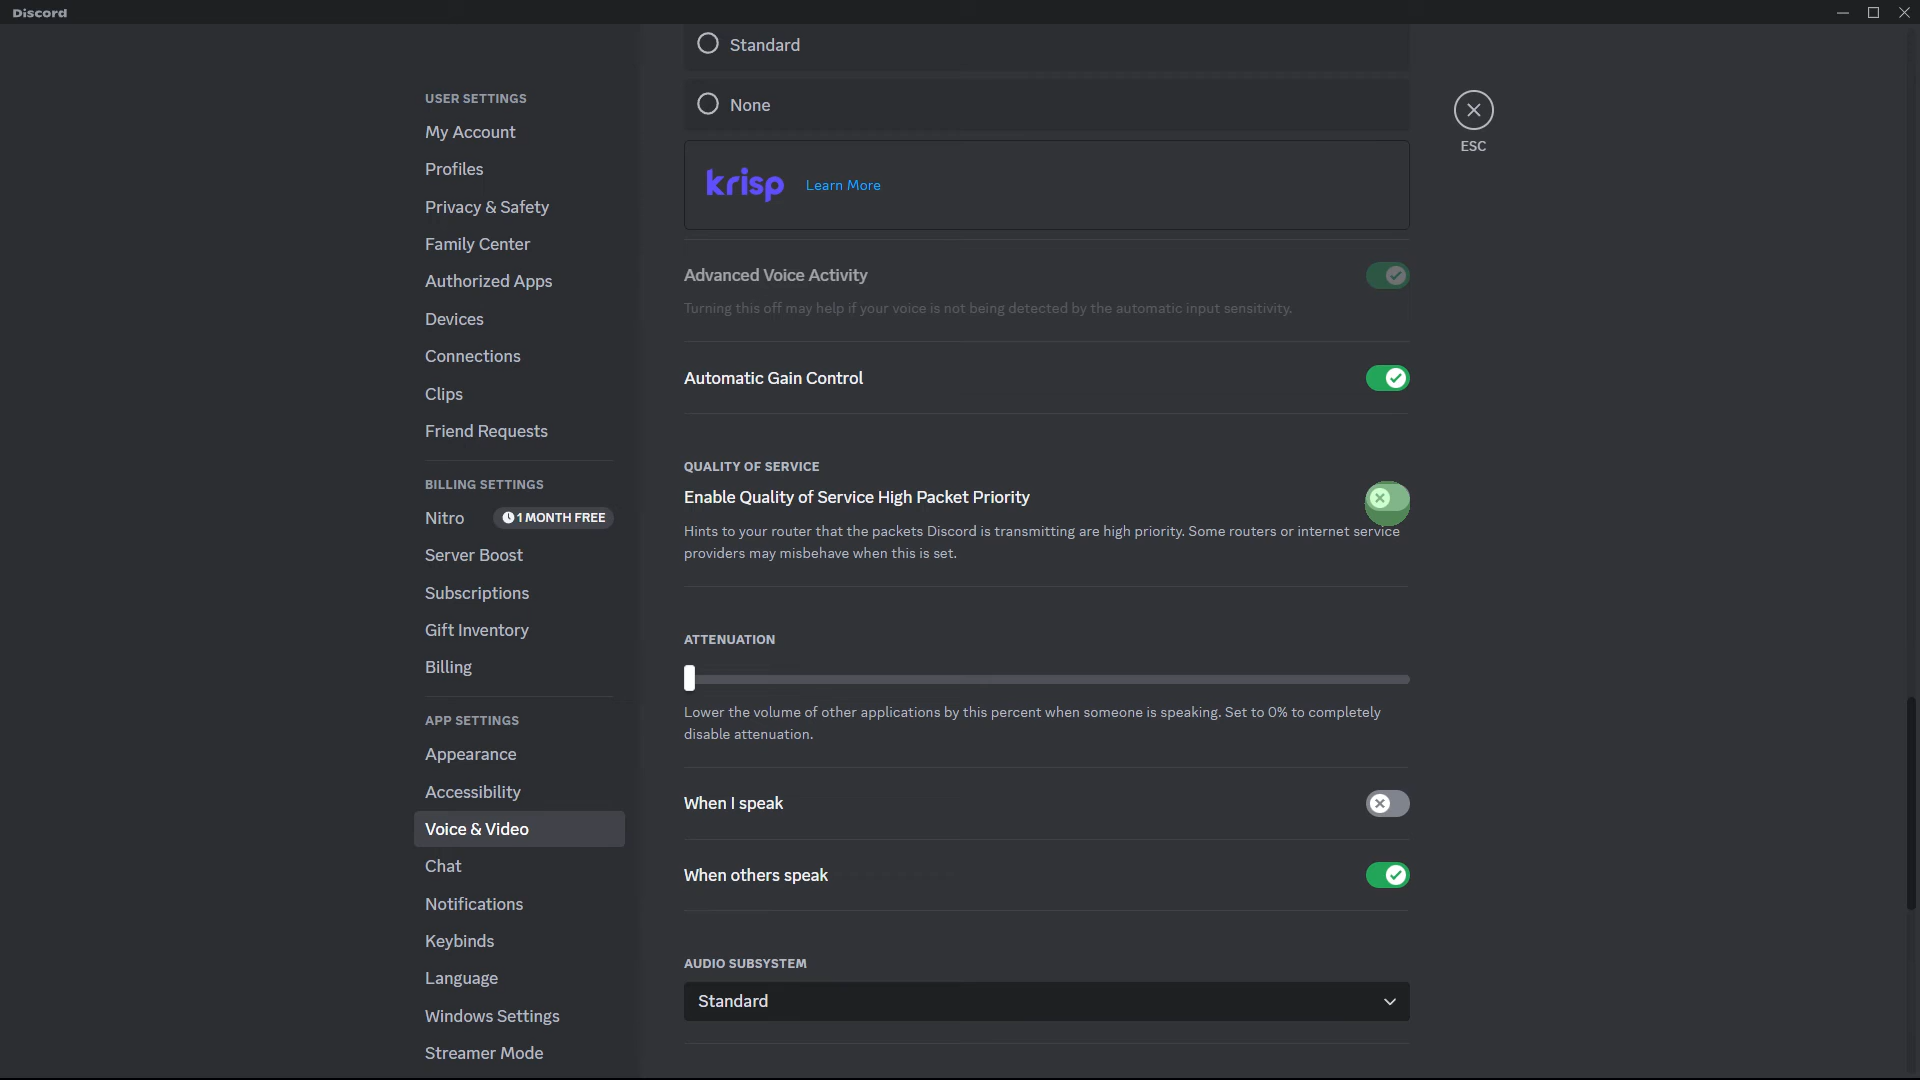 Discord
USER SETTINGS
My Account
Profiles
Privacy & Safety
Family Center
Authorized Apps
Devices
Connections
Clips
Friend Requests
BILLING SETTINGS
Nitro
1 MONTH FREE
Server Boost
Subscriptions
Gift Inventory
Billing
APP SETTINGS
Appearance
Accessibility
Voice & Video
Chat
Notifications
Keybinds
Language
Windows Settings
Streamer Mode
Standard
None
krisp
Learn More
Advanced Voice Activity
Turning this off may help if your voice is not being detected by the automatic input sensitivity.
Automatic Gain Control
QUALITY OF SERVICE
Enable Quality of Service High Packet Priority
Hints to your router that the packets Discord is transmitting are high priority. Some routers or internet service
providers may misbehave when this is set.
ATTENUATION
Lower the volume of other applications by this percent when someone is speaking. Set to 0% to completely
disable attenuation.
When I speak
When others speak
AUDIO SUBSYSTEM
Standard
ESC